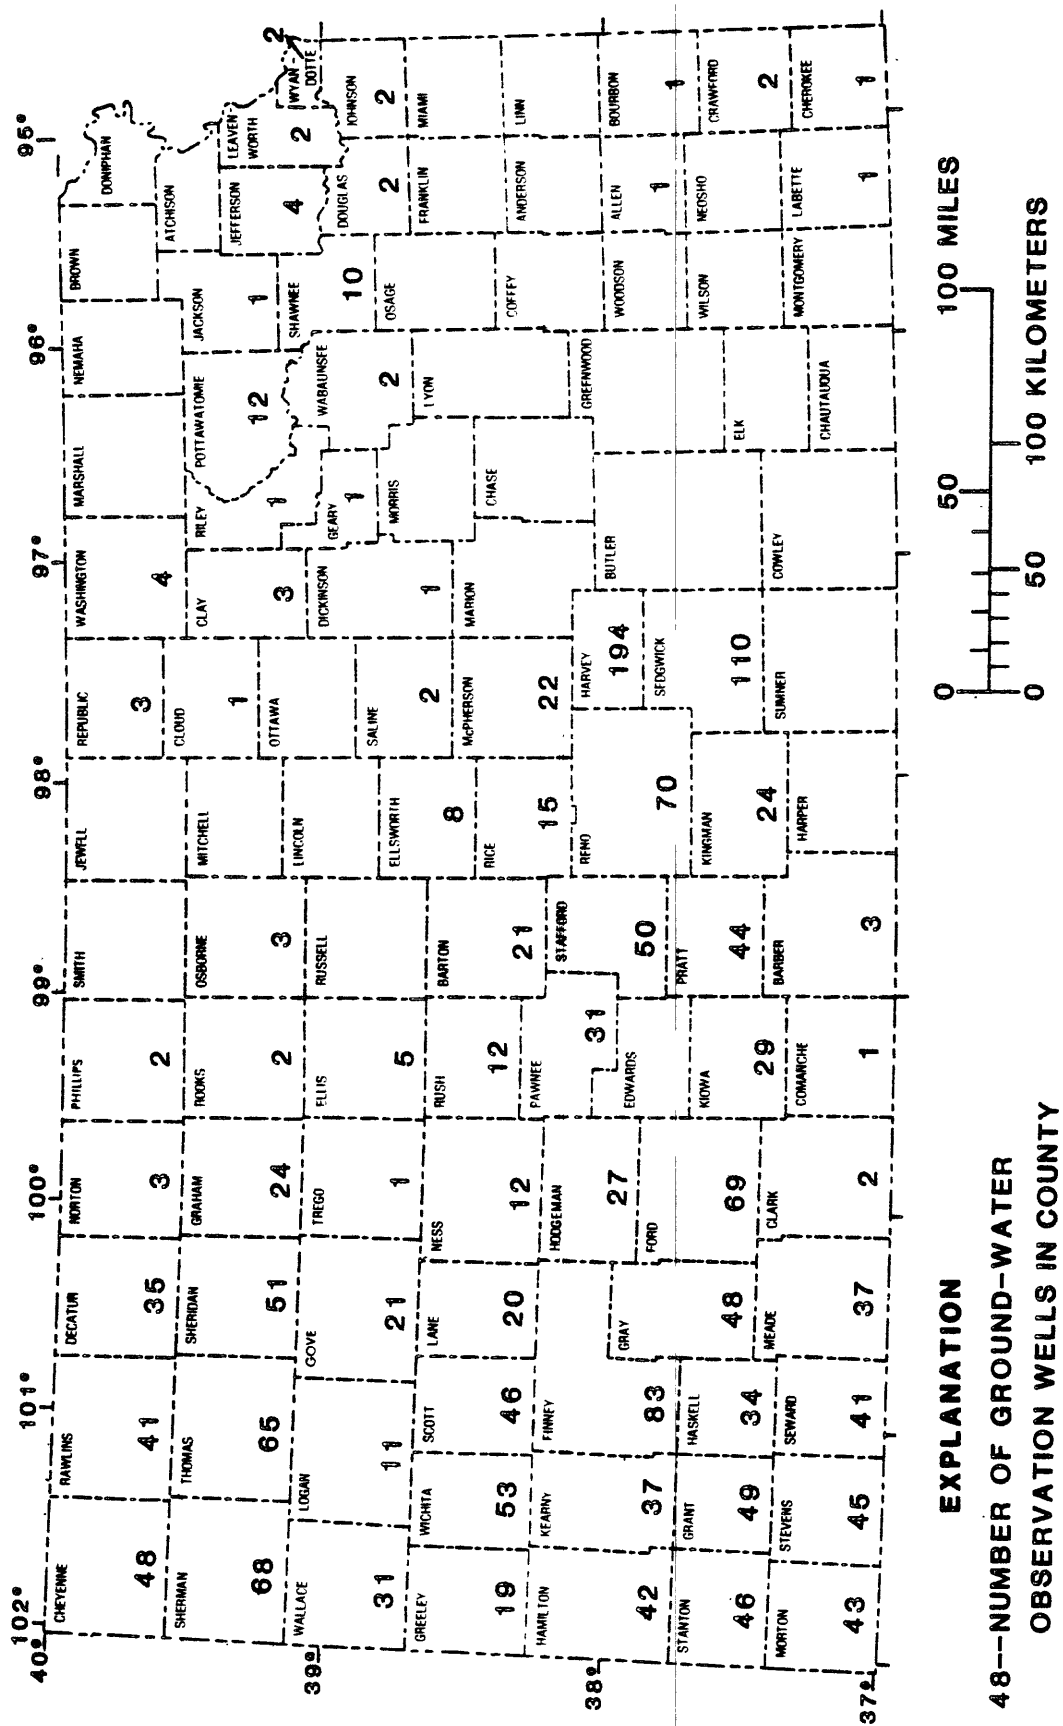 102°
101°
100°
99°
98°
97°
96°
95°
40°
39°
38°
37°
CHEYENNE
48
RAWLINS
41
DECATUR
35
NORTON
3
PHILLIPS
2
SMITH
JEWELL
REPUBLIC
3
WASHINGTON
4
MARSHALL
NEMAHA
BROWN
DONIPHAN
SHERMAN
68
THOMAS
65
SHERIDAN
51
GRAHAM
24
ROOKS
2
OSBORNE
3
MITCHELL
CLOUD
1
CLAY
3
RILEY
1
POTTAWATOMIE
12
JACKSON
1
ATCHISON
JEFFERSON
4
LEAVEN
WORTH
2
WYAN-
DOTTE
2
WALLACE
31
LOGAN
11
GOVE
21
TREGO
1
ELLIS
5
RUSSELL
LINCOLN
OTTAWA
SALINE
2
DICKINSON
1
GEARY
1
MORRIS
WABAUNSEE
2
SHAWNEE
10
OSAGE
DOUGLAS
2
JOHNSON
2
GREELEY
19
WICHITA
53
SCOTT
46
LANE
20
NESS
12
RUSH
12
BARTON
21
ELLSWORTH
8
RICE
15
McPHERSON
22
MARION
CHASE
LYON
COFFEY
FRANKLIN
ANDERSON
MIAMI
LINN
HAMILTON
42
KEARNY
37
FINNEY
83
HODGEMAN
27
PAWNEE
31
EDWARDS
STAFFORD
50
RENO
70
HARVEY
194
BUTLER
GREENWOOD
WOODSON
ALLEN
1
BOURBON
1
STANTON
46
GRANT
49
HASKELL
34
GRAY
48
FORD
69
KIOWA
29
PRATT
44
KINGMAN
24
SEDGWICK
110
ELK
WILSON
NEOSHO
CRAWFORD
2
MORTON
43
STEVENS
45
SEWARD
41
MEADE
37
CLARK
2
COMANCHE
1
BARBER
3
HARPER
SUMNER
COWLEY
CHAUTAUQUA
MONTGOMERY
LABETTE
1
CHEROKEE
1
0 50 100 MILES
0 50 100 KILOMETERS
EXPLANATION
48--NUMBER OF GROUND-WATER
OBSERVATION WELLS IN COUNTY